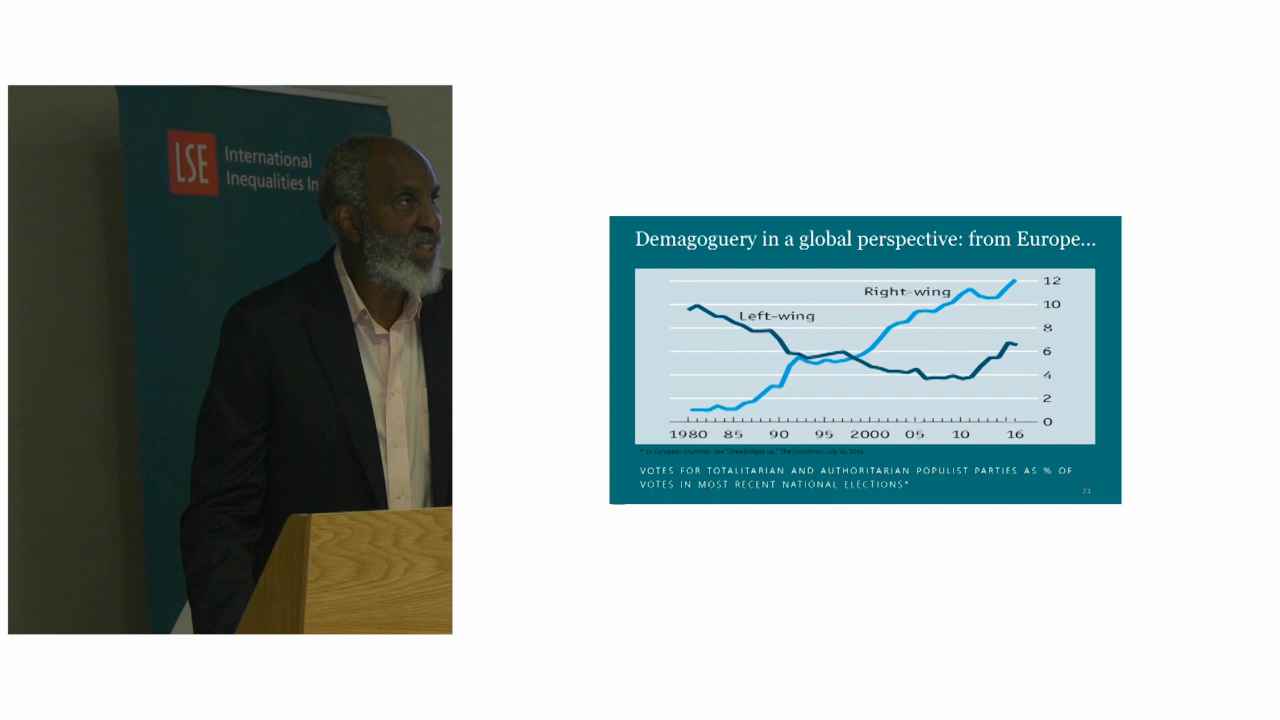 LSE
International
Inequalities In
Demagoguery in a global perspective: from Europe...
Right-wing
Left-wing
12
10
8
6
4
2
0
1980 85 90 95 2000 05 10 16
European countries. See "Drawbridges up," The Economist, July 30, 2016.
VOTES FOR TOTALITARIAN AND AUTHORITARIAN POPULIST PARTIES AS % OF
VOTES IN MOST RECENT NATIONAL ELECTIONS*
23